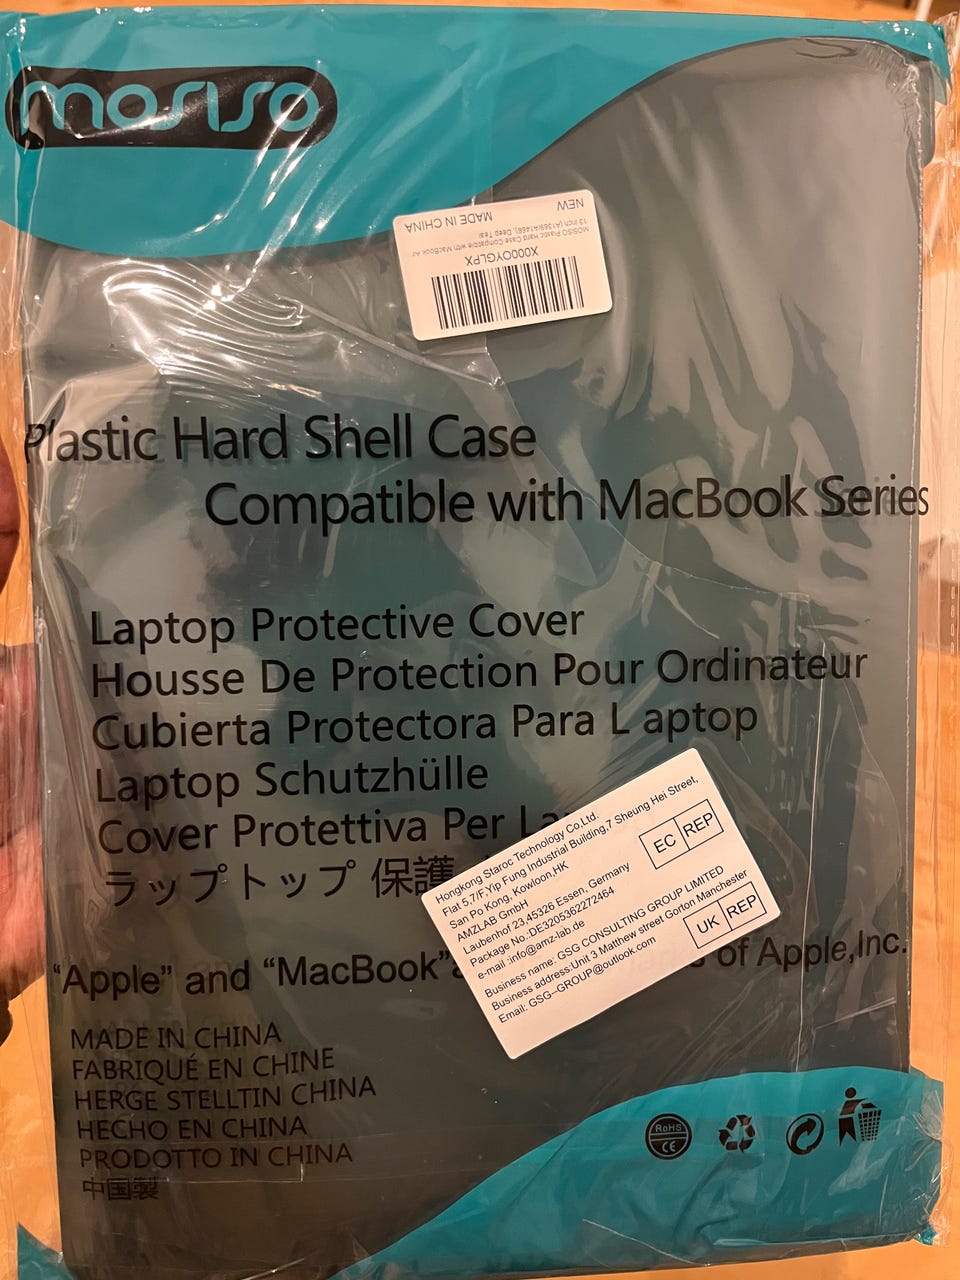 mosiso
NEW
MADE IN CHINA
MOSISO Plastic Hard Case Compatible with MacBook Air
13 inch (A1369/A1466), Deep Teal
X000OYGLPX
Plastic Hard Shell Case
Compatible with MacBook Series
Laptop Protective Cover
Housse De Protection Pour Ordinateur
Cubierta Protectora Para L aptop
Laptop Schutzhülle
Cover Protettiva Per La
ラップトップ 保護
Hongkong Staroc Technology Co,Ltd.
Flat 5,7/F,Yip Fung Industrial Building,7 Sheung Hei Street,
San Po Kong, Kowloon,HK
AMZLAB GmbH
Laubenhof 23,45326 Essen, Germany
Package No.:DE3205362272464
e-mail :info@amz-lab.de
EC REP
Business name: GSG CONSULTING GROUP LIMITED
Business address:Unit 3 Matthew street Gorton Manchester
Email: GSG--GROUP@outlook.com
UK REP
"Apple" and "MacBook" of Apple,Inc.
MADE IN CHINA
FABRIQUÉ EN CHINE
HERGE STELLTIN CHINA
HECHO EN CHINA
PRODOTTO IN CHINA
中国製
RoHS
CE